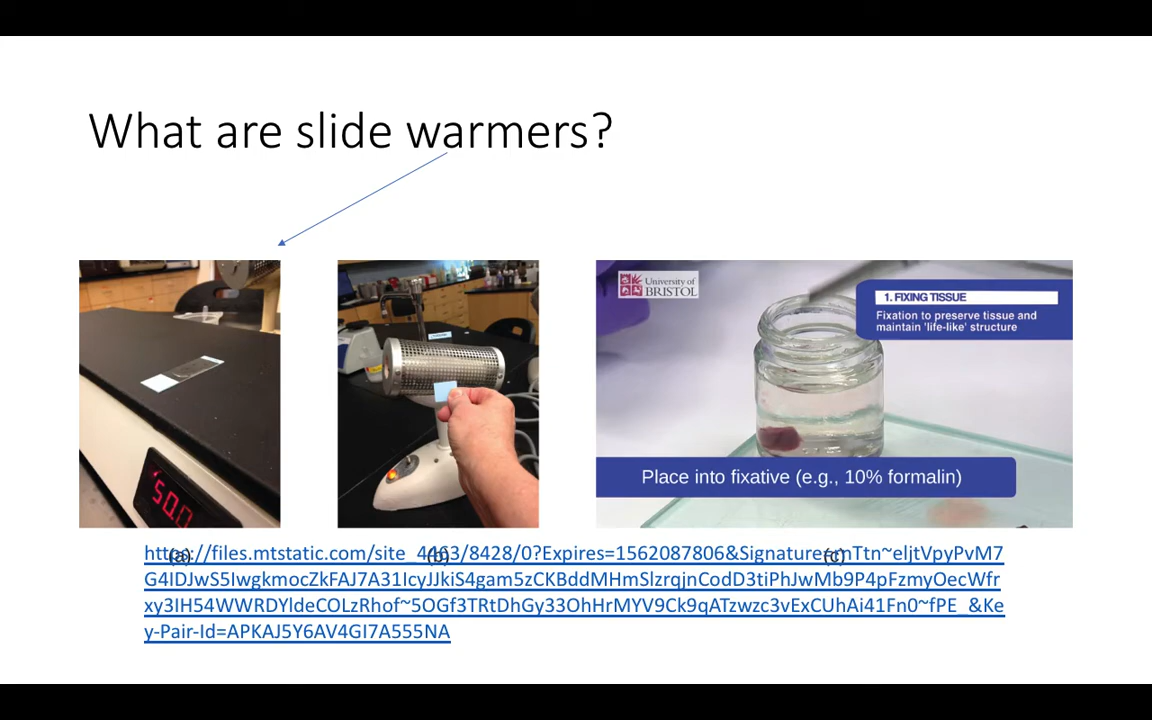 What are slide warmers?
University of
BRISTOL
1. FIXING TISSUE
Fixation to preserve tissue and
maintain 'life-like' structure
50.0
Place into fixative (e.g., 10% formalin)
(a)
(b)
(c)
https://files.mtstatic.com/site_4463/8428/0?Expires=1562087806&Signature=mTtn~eljtVpyPvM7
G4IDJwS5IwgkmocZkFAJ7A31IcyJJkiS4gam5zCKBddMHmSlzrqjnCodD3tiPhJwMb9P4pFzmyOecWfr
xy3IH54WWRDYldeCOLzRhof~5OGf3TRtDhGy33OhHrMYV9Ck9qATzwzc3vExCUhAi41Fn0~fPE_&Ke
y-Pair-Id=APKAJ5Y6AV4GI7A555NA